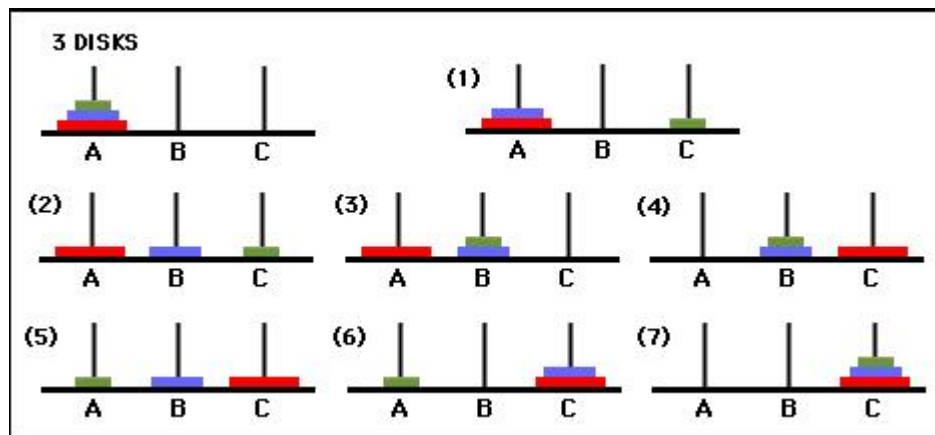 3 DISKS
A B C
(1)
A B C
(2)
A B C
(3)
A B C
(4)
A B C
(5)
A B C
(6)
A B C
(7)
A B C